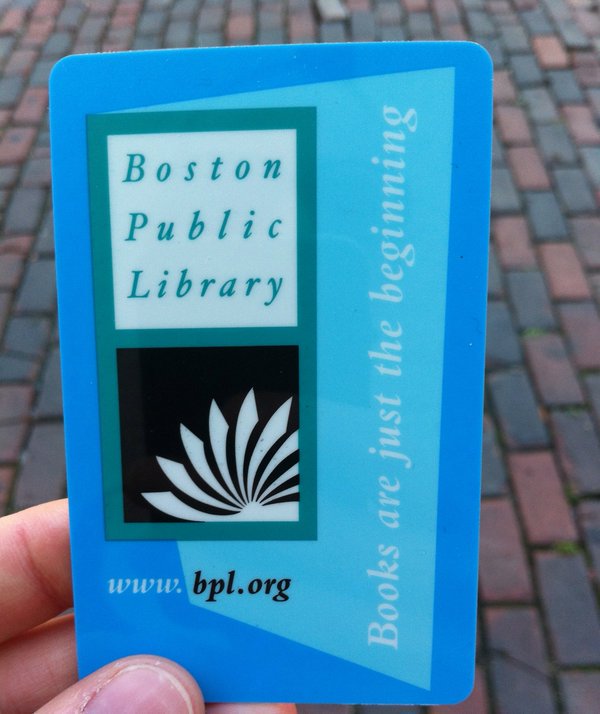 Boston
Public
Library
www.bpl.org
Books are just the beginning